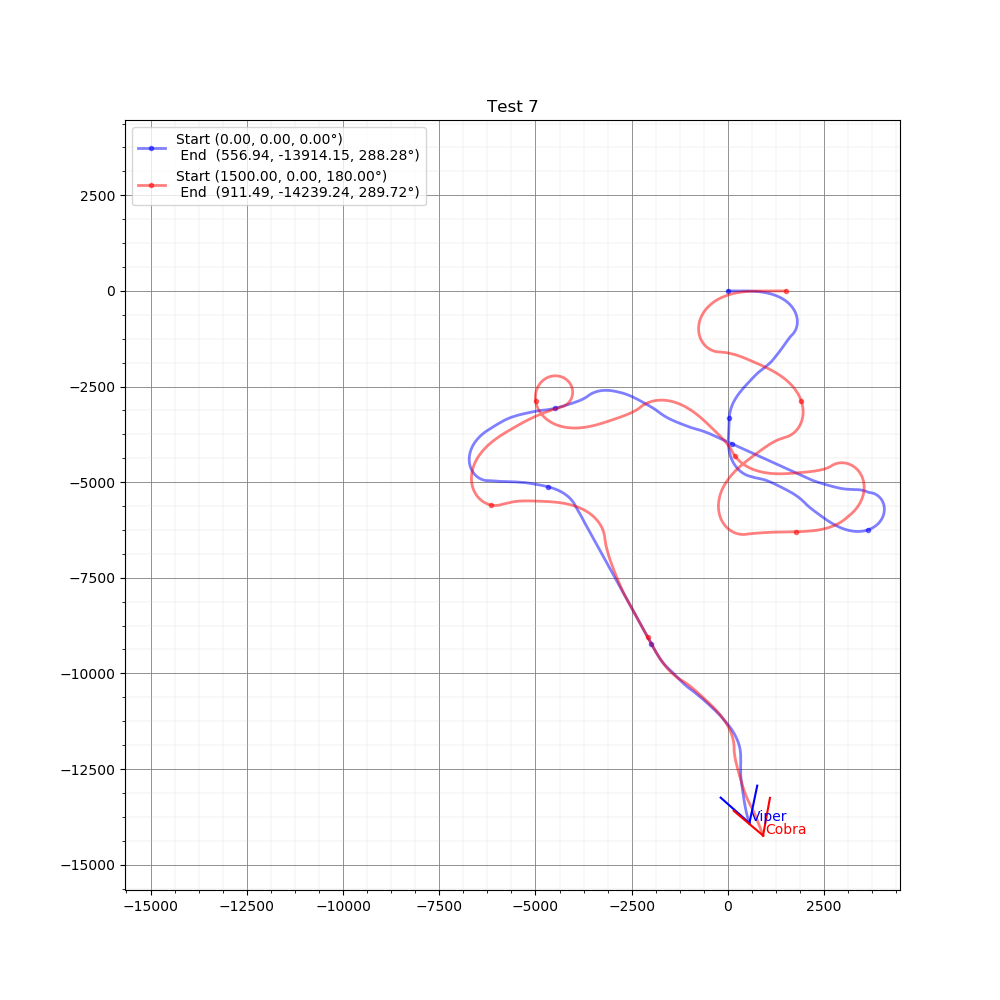 Test 7
Start (0.00, 0.00, 0.00°)
End  (556.94, -13914.15, 288.28°)
Start (1500.00, 0.00, 180.00°)
End  (911.49, -14239.24, 289.72°)
2500
0
−2500
−5000
−7500
−10000
−12500
−15000
Viper
Cobra
−15000 −12500 −10000 −7500 −5000 −2500 0 2500